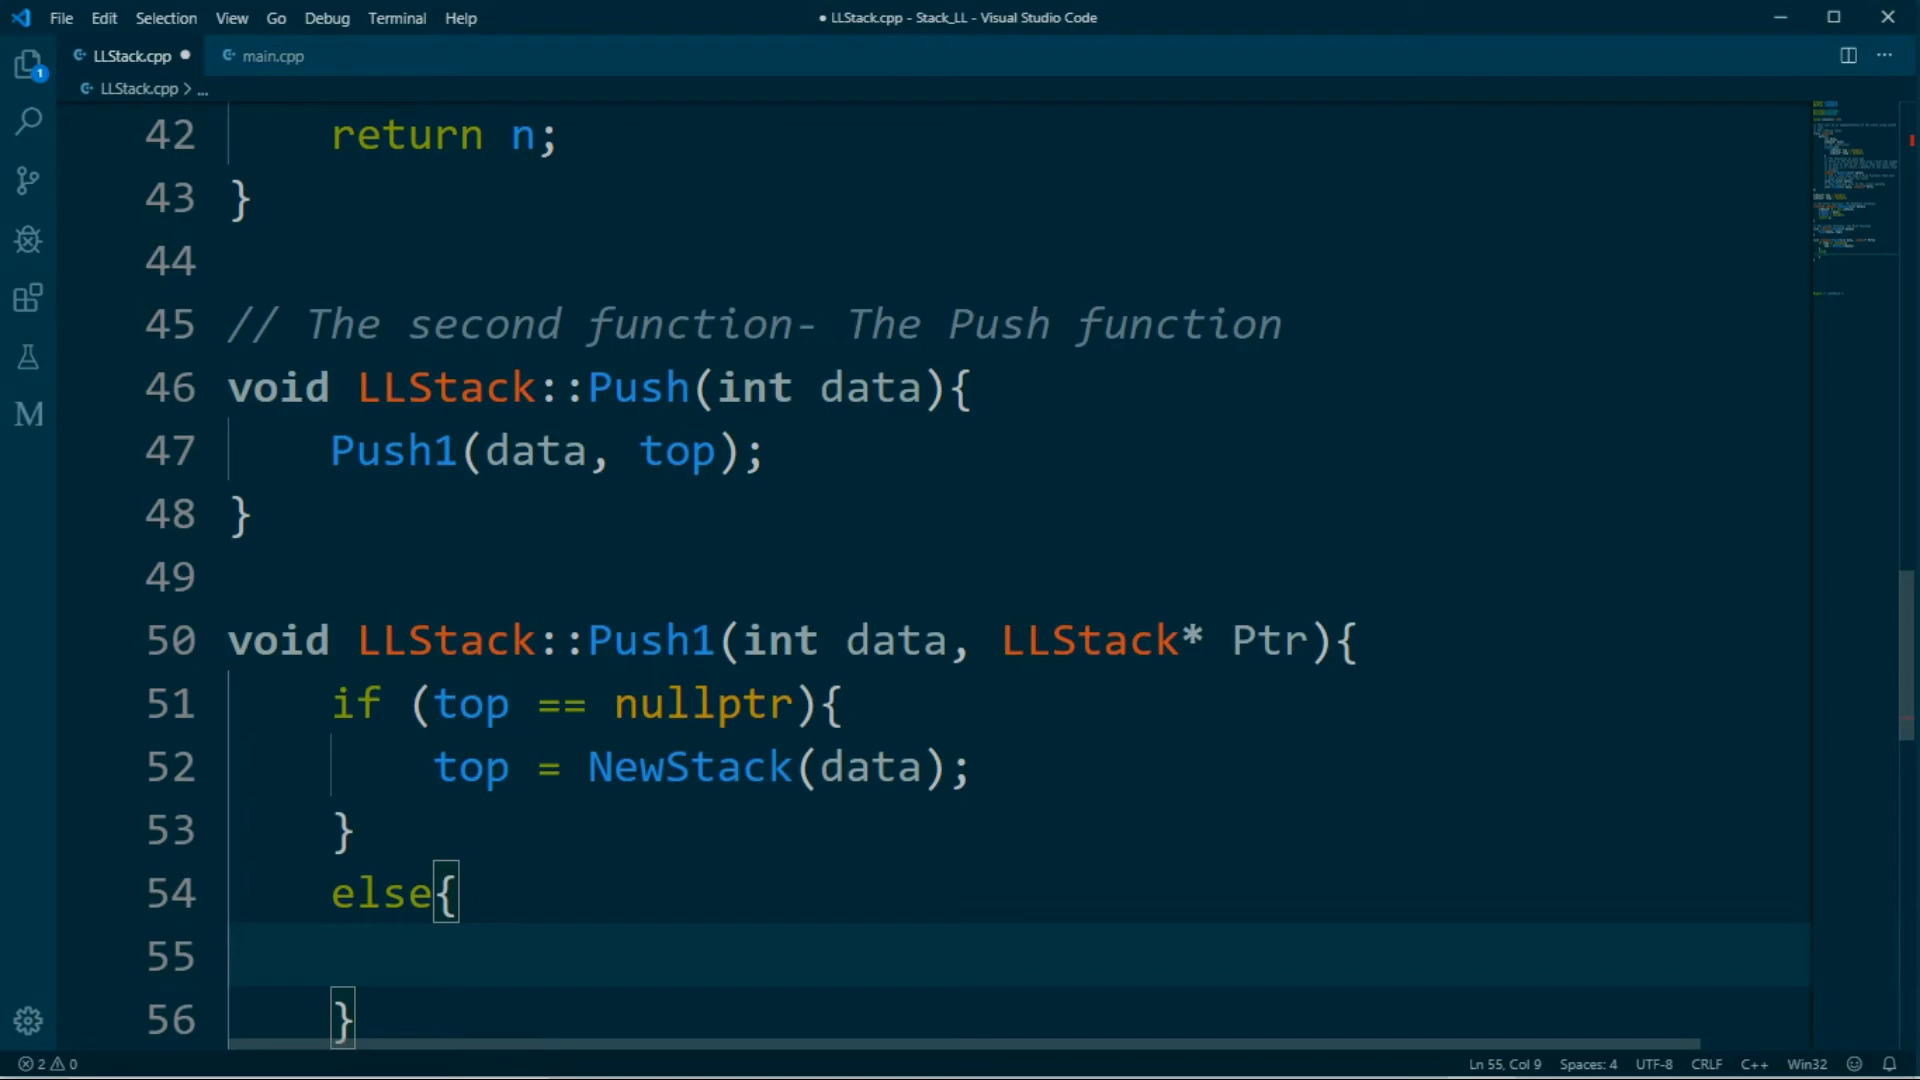 File Edit Selection View Go Debug Terminal Help
● LLStack.cpp - Stack_LL - Visual Studio Code
LLStack.cpp ● main.cpp
LLStack.cpp > ...
1
M
42 return n;
43 }
44
45 // The second function- The Push function
46 void LLStack::Push(int data){
47 Push1(data, top);
48 }
49
50 void LLStack::Push1(int data, LLStack* Ptr){
51 if (top == nullptr){
52 top = NewStack(data);
53 }
54 else{
55
56 }
2 0 Ln 55, Col 9 Spaces: 4 UTF-8 CRLF C++ Win32